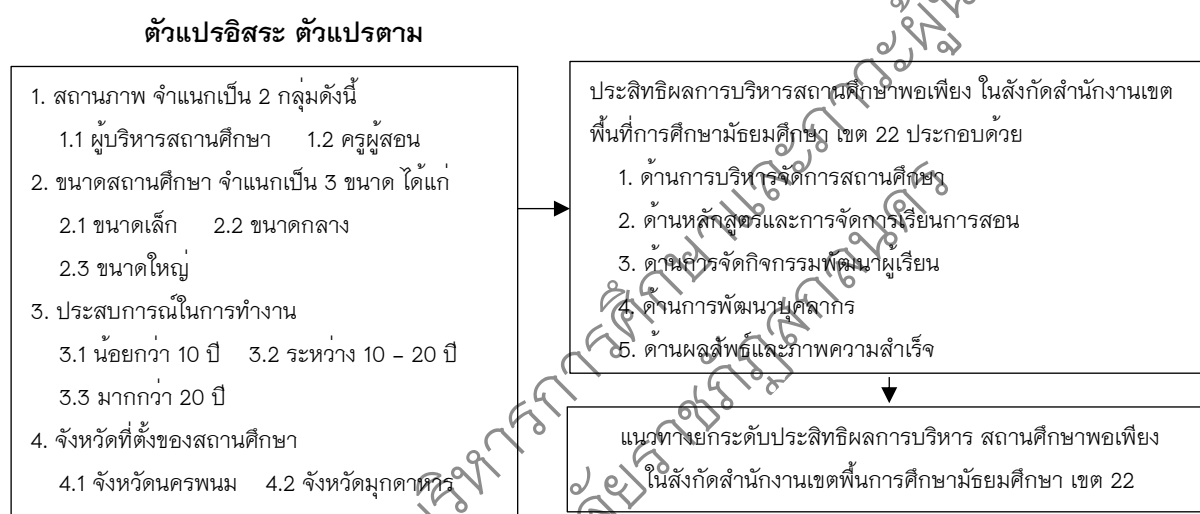 ตัวแปรอิสระ ตัวแปรตาม
1. สถานภาพ จำแนกเป็น 2 กลุ่มดังนี้
1.1 ผู้บริหารสถานศึกษา 1.2 ครูผู้สอน
2. ขนาดสถานศึกษา จำแนกเป็น 3 ขนาด ได้แก่
2.1 ขนาดเล็ก 2.2 ขนาดกลาง
2.3 ขนาดใหญ่
3. ประสบการณ์ในการทำงาน
3.1 น้อยกว่า 10 ปี 3.2 ระหว่าง 10 – 20 ปี
3.3 มากกว่า 20 ปี
4. จังหวัดที่ตั้งของสถานศึกษา
4.1 จังหวัดนครพนม 4.2 จังหวัดมุกดาหาร
ประสิทธิผลการบริหารสถานศึกษาพอเพียง ในสังกัดสำนักงานเขต
พื้นที่การศึกษามัธยมศึกษา เขต 22 ประกอบด้วย
1. ด้านการบริหารจัดการสถานศึกษา
2. ด้านหลักสูตรและการจัดการเรียนการสอน
3. ด้านการจัดกิจกรรมพัฒนาผู้เรียน
4. ด้านการพัฒนาบุคลากร
5. ด้านผลลัพธ์และภาพความสำเร็จ
แนวทางยกระดับประสิทธิผลการบริหาร สถานศึกษาพอเพียง
ในสังกัดสำนักงานเขตพื้นการศึกษามัธยมศึกษา เขต 22